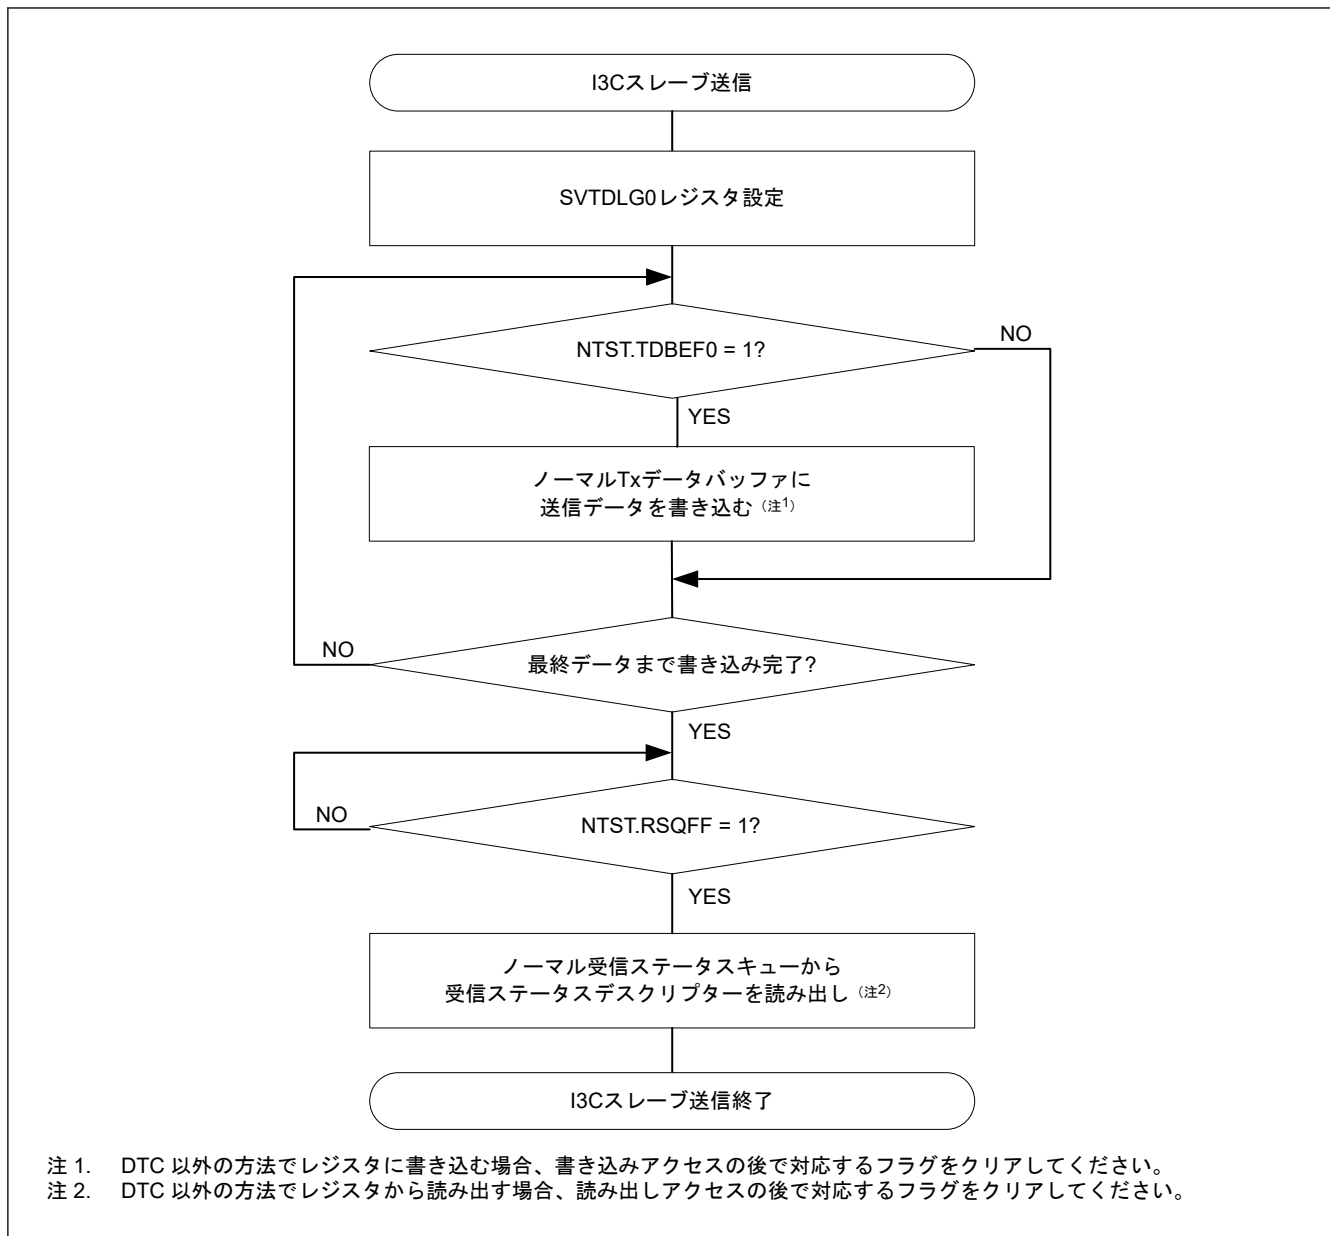 I3Cスレーブ送信
SVTDLG0レジスタ設定
NTST.TDBEF0 = 1?
NO
YES
ノーマルTxデータバッファに
送信データを書き込む（注1）
NO
最終データまで書き込み完了?
YES
NO
NTST.RSQFF = 1?
YES
ノーマル受信ステータスキューから
受信ステータスデスクリプターを読み出し（注2）
I3Cスレーブ送信終了
注 1. DTC 以外の方法でレジスタに書き込む場合、書き込みアクセスの後で対応するフラグをクリアしてください。
注 2. DTC 以外の方法でレジスタから読み出す場合、読み出しアクセスの後で対応するフラグをクリアしてください。